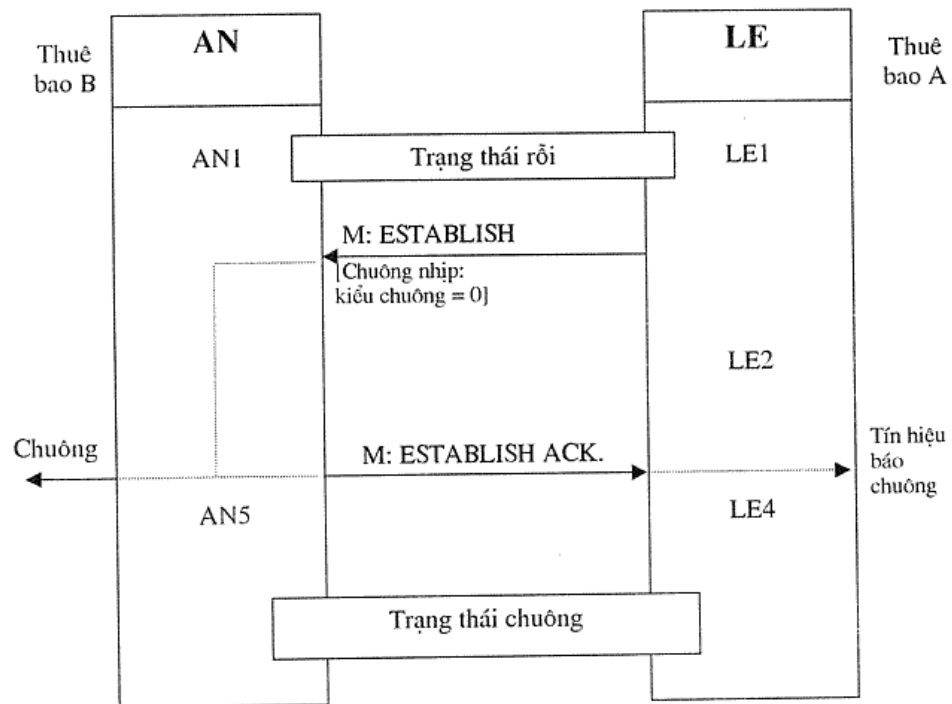 Thuê
bao B
AN
LE
Thuê
bao A
AN1
Trạng thái rỗi
LE1
M: ESTABLISH
[Chuông nhịp:
kiểu chuông = 0]
LE2
Chuông
M: ESTABLISH ACK.
Tín hiệu
báo
chuông
AN5
LE4
Trạng thái chuông